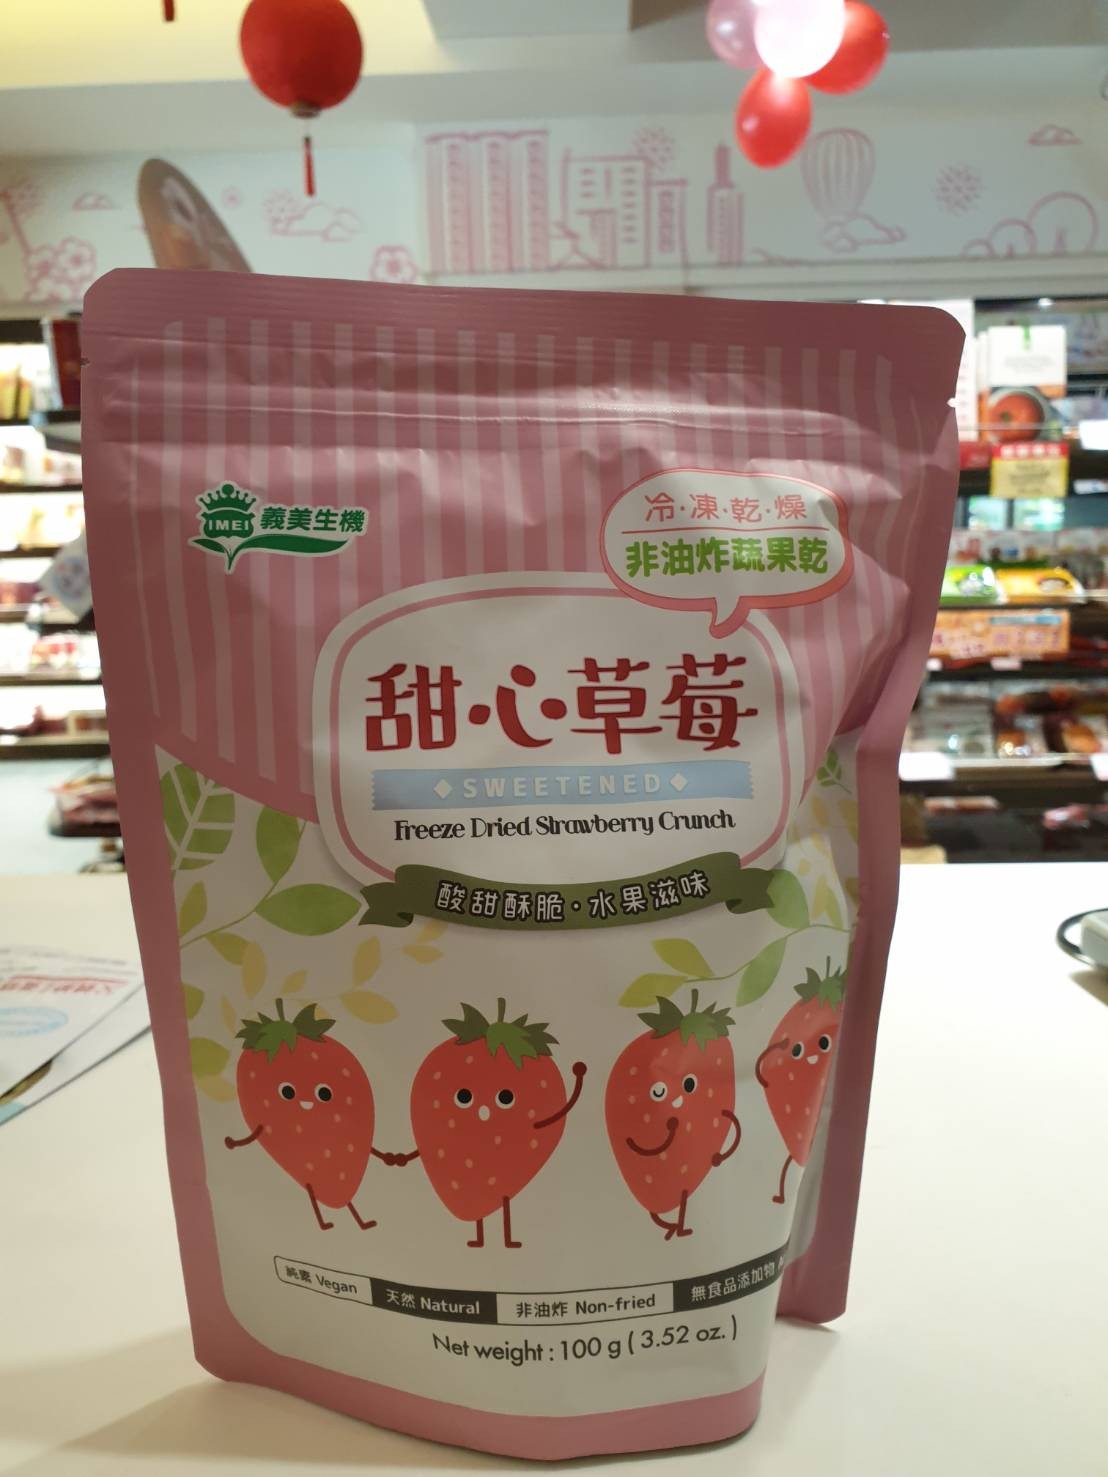 IMEI 義美生機
冷·凍·乾·燥
非油炸蔬果乾
甜·心·草莓
SWEETENED
Freeze Dried Strawberry Crunch
酸甜酥脆·水果滋味
純素 Vegan 天然 Natural 非油炸 Non-fried 無食品添加物
Net weight : 100 g ( 3.52 oz. )